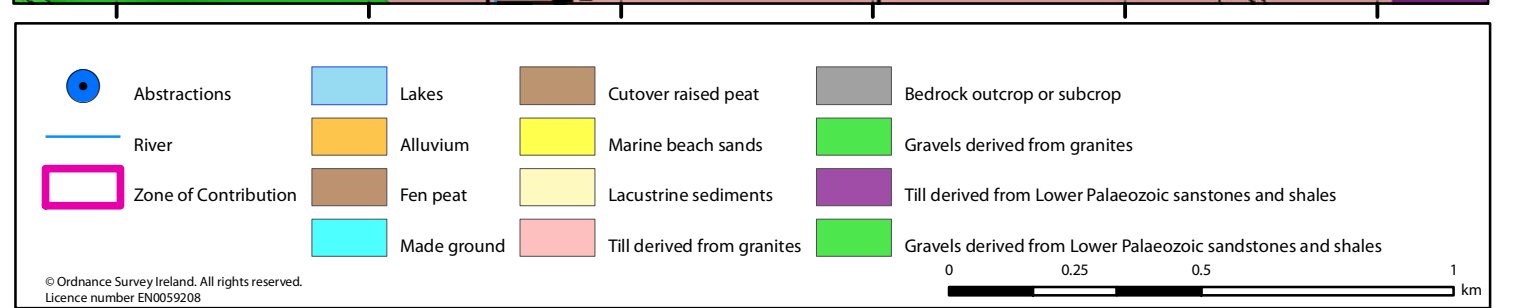 Abstractions
River
Zone of Contribution
Lakes
Alluvium
Fen peat
Made ground
Cutover raised peat
Marine beach sands
Lacustrine sediments
Till derived from granites
Bedrock outcrop or subcrop
Gravels derived from granites
Till derived from Lower Palaeozoic sanstones and shales
Gravels derived from Lower Palaeozoic sandstones and shales
© Ordnance Survey Ireland. All rights reserved.
Licence number EN0059208
0 0.25 0.5 1
km